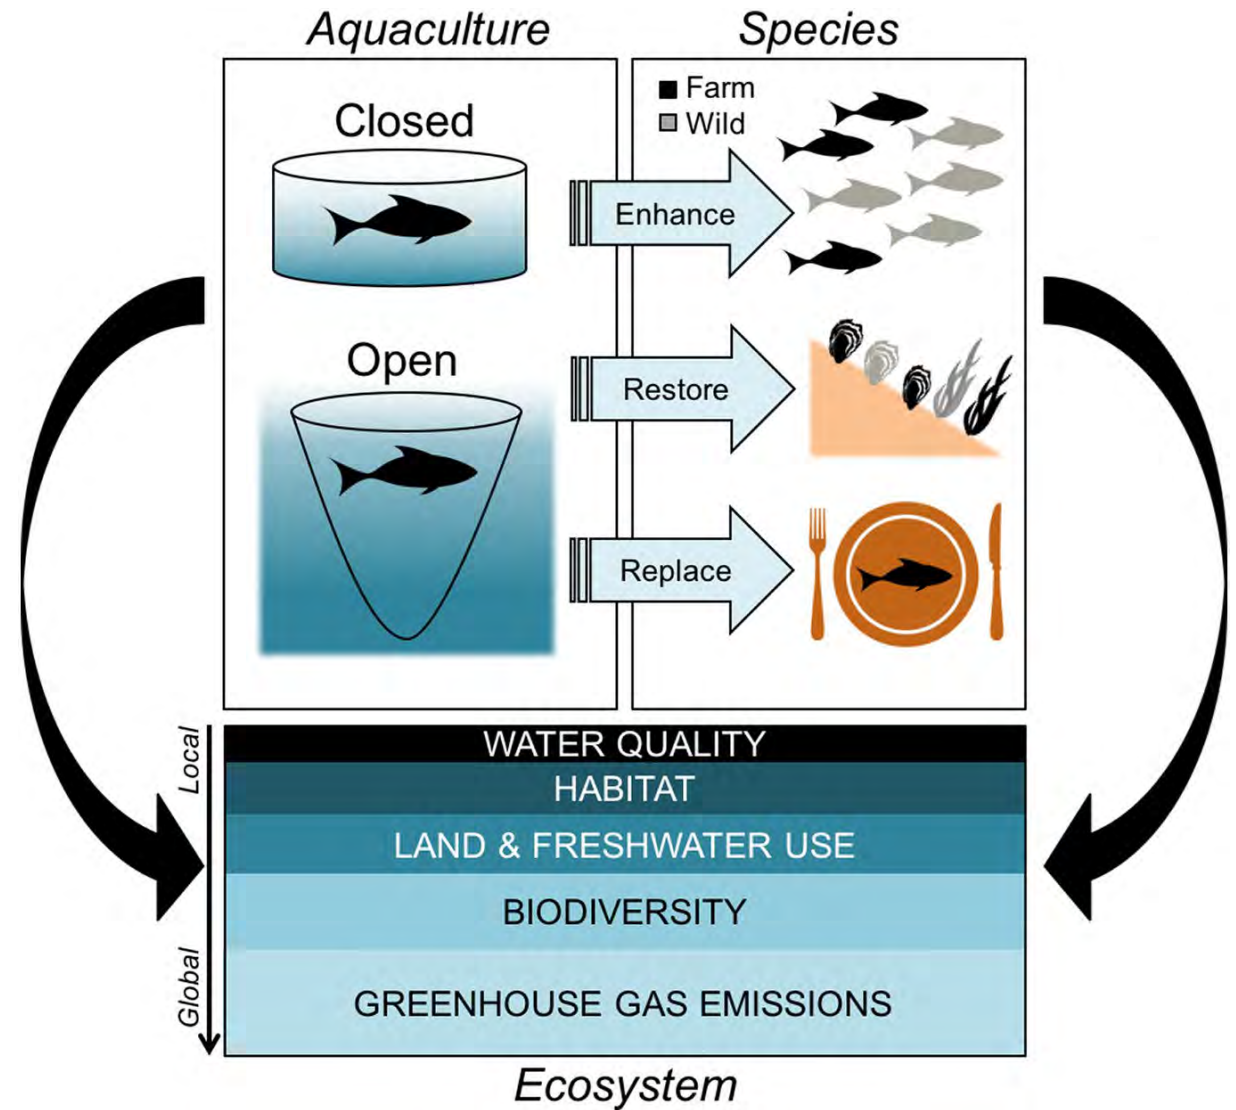 Aquaculture
Species
Closed
Farm
Wild
Enhance
Open
Restore
Replace
Local
Global
WATER QUALITY
HABITAT
LAND & FRESHWATER USE
BIODIVERSITY
GREENHOUSE GAS EMISSIONS
Ecosystem